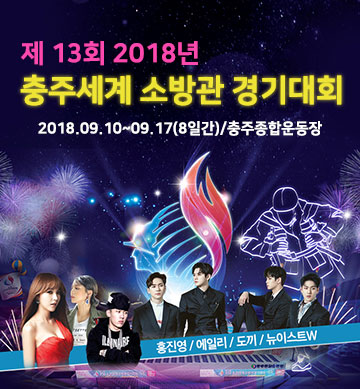 제 13회 2018년
충주세계 소방관 경기대회
2018.09.10~09.17(8일간)/충주종합운동장
홍진영 / 에일리 / 도끼 / 뉴이스트W